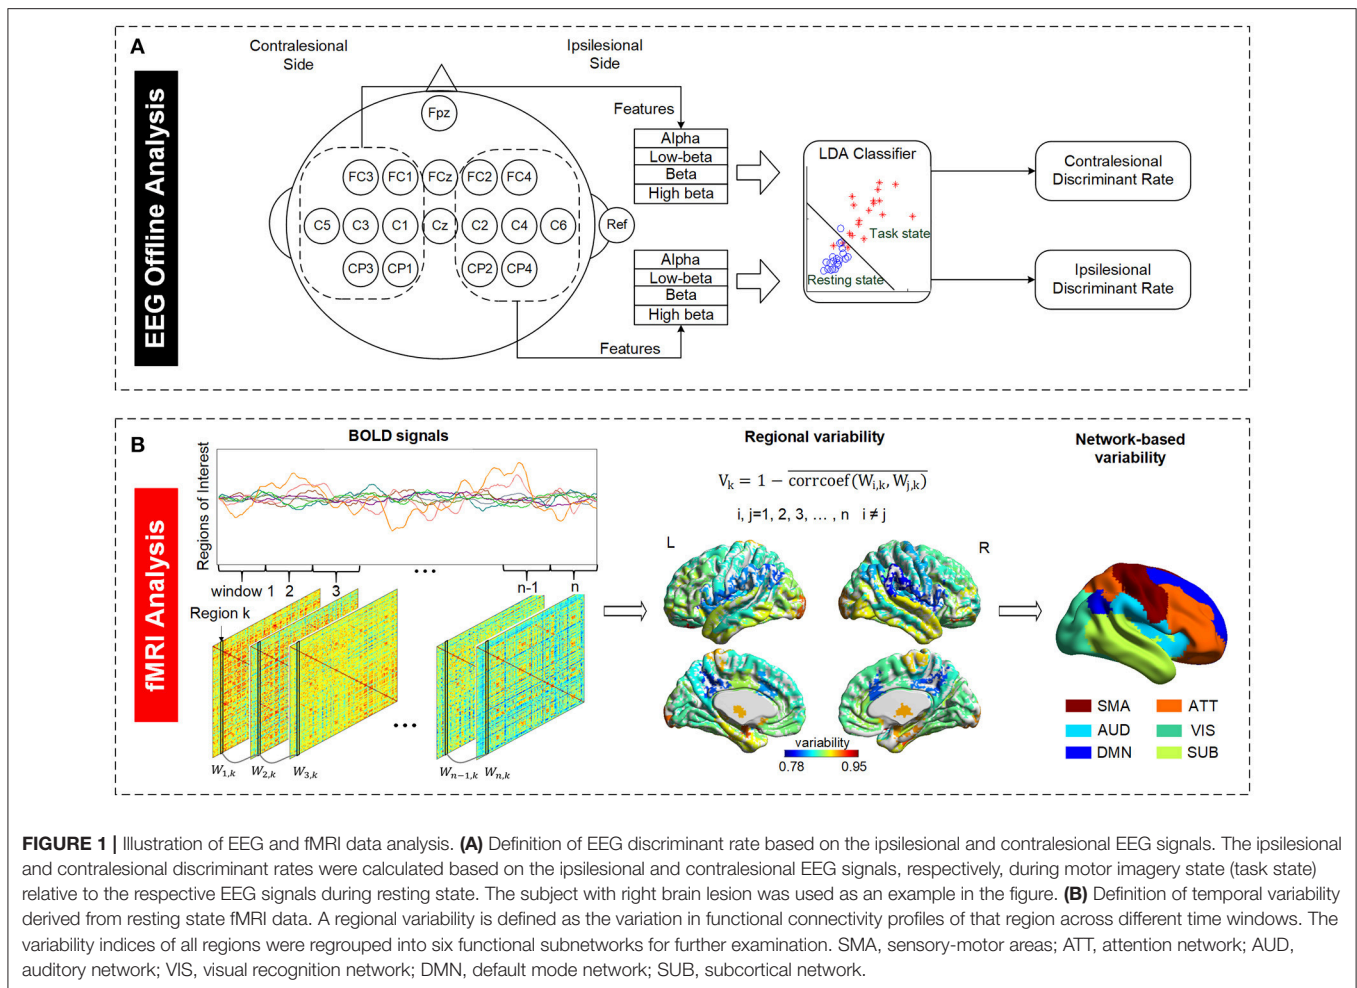 A
EEG Offline Analysis
Contralesional
Side
Ipsilesional
Side
Fpz
FC3 FC1 FCz FC2 FC4
C5 C3 C1 Cz C2 C4 C6 Ref
CP3 CP1 CP2 CP4
Features
Alpha
Low-beta
Beta
High beta
Alpha
Low-beta
Beta
High beta
Features
LDA Classifier
Task state
Resting state
Contralesional
Discriminant Rate
Ipsilesional
Discriminant Rate
B
fMRI Analysis
BOLD signals
Regions of Interest
window 1 2 3 ... n-1 n
Region k
...
W1,k W2,k W3,k Wn−1,k Wn,k
Regional variability
Vk = 1 − corrcoef(Wi,k, Wj,k)
i, j=1, 2, 3, … , n i ≠ j
L R
variability
0.78 0.95
Network-based
variability
SMA ATT
AUD VIS
DMN SUB
FIGURE 1 | Illustration of EEG and fMRI data analysis. (A) Definition of EEG discriminant rate based on the ipsilesional and contralesional EEG signals. The ipsilesional
and contralesional discriminant rates were calculated based on the ipsilesional and contralesional EEG signals, respectively, during motor imagery state (task state)
relative to the respective EEG signals during resting state. The subject with right brain lesion was used as an example in the figure. (B) Definition of temporal variability
derived from resting state fMRI data. A regional variability is defined as the variation in functional connectivity profiles of that region across different time windows. The
variability indices of all regions were regrouped into six functional subnetworks for further examination. SMA, sensory-motor areas; ATT, attention network; AUD,
auditory network; VIS, visual recognition network; DMN, default mode network; SUB, subcortical network.